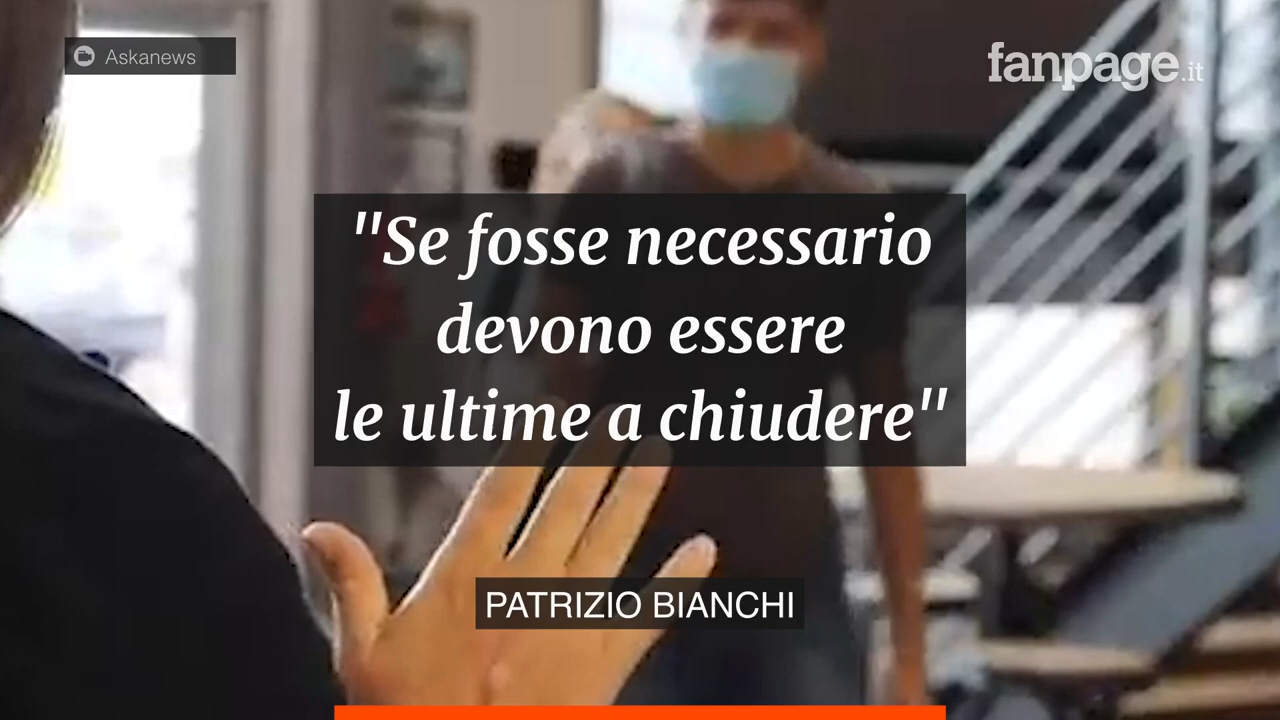 Askanews
fanpage.it
"Se fosse necessario
devono essere
le ultime a chiudere"
PATRIZIO BIANCHI